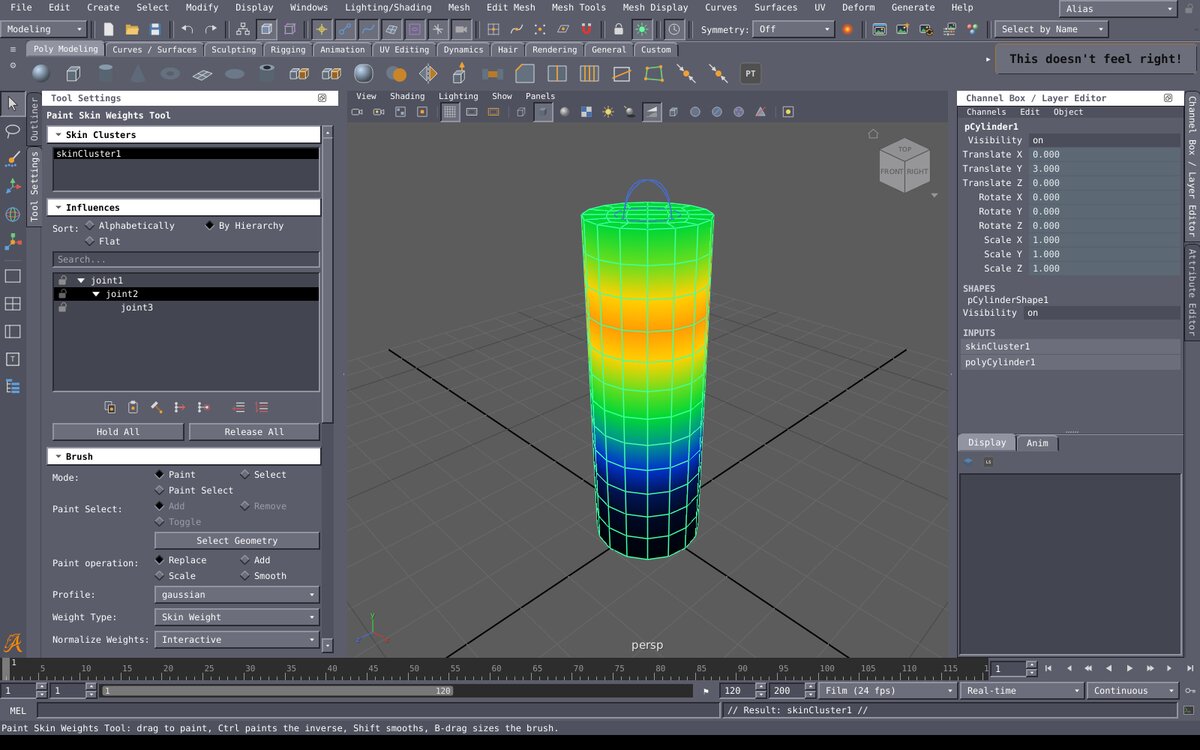 File Edit Create Select Modify Display Windows Lighting/Shading Mesh Edit Mesh Mesh Tools Mesh Display Curves Surfaces UV Deform Generate Help Alias
Modeling Symmetry: Off Select by Name
Poly Modeling Curves / Surfaces Sculpting Rigging Animation UV Editing Dynamics Hair Rendering General Custom
This doesn't feel right!
PT
Outliner
Tool Settings
Tool Settings
Paint Skin Weights Tool
Skin Clusters
skinCluster1
Influences
Sort: Alphabetically By Hierarchy
Flat
Search...
joint1
joint2
joint3
Hold All Release All
Brush
Mode: Paint Select
Paint Select
Paint Select: Add Remove
Toggle
Select Geometry
Paint operation: Replace Add
Scale Smooth
Profile: gaussian
Weight Type: Skin Weight
Normalize Weights: Interactive
View Shading Lighting Show Panels
TOP
FRONT RIGHT
persp
Channel Box / Layer Editor
Channels Edit Object
pCylinder1
Visibility on
Translate X 0.000
Translate Y 3.000
Translate Z 0.000
Rotate X 0.000
Rotate Y 0.000
Rotate Z 0.000
Scale X 1.000
Scale Y 1.000
Scale Z 1.000
SHAPES
pCylinderShape1
Visibility on
INPUTS
skinCluster1
polyCylinder1
Display Anim
Channel Box / Layer Editor
Attribute Editor
1 5 10 15 20 25 30 35 40 45 50 55 60 65 70 75 80 85 90 95 100 105 110 115 1
1 1 1 120 120 200 Film (24 fps) Real-time Continuous
MEL // Result: skinCluster1 //
Paint Skin Weights Tool: drag to paint, Ctrl paints the inverse, Shift smooths, B-drag sizes the brush.